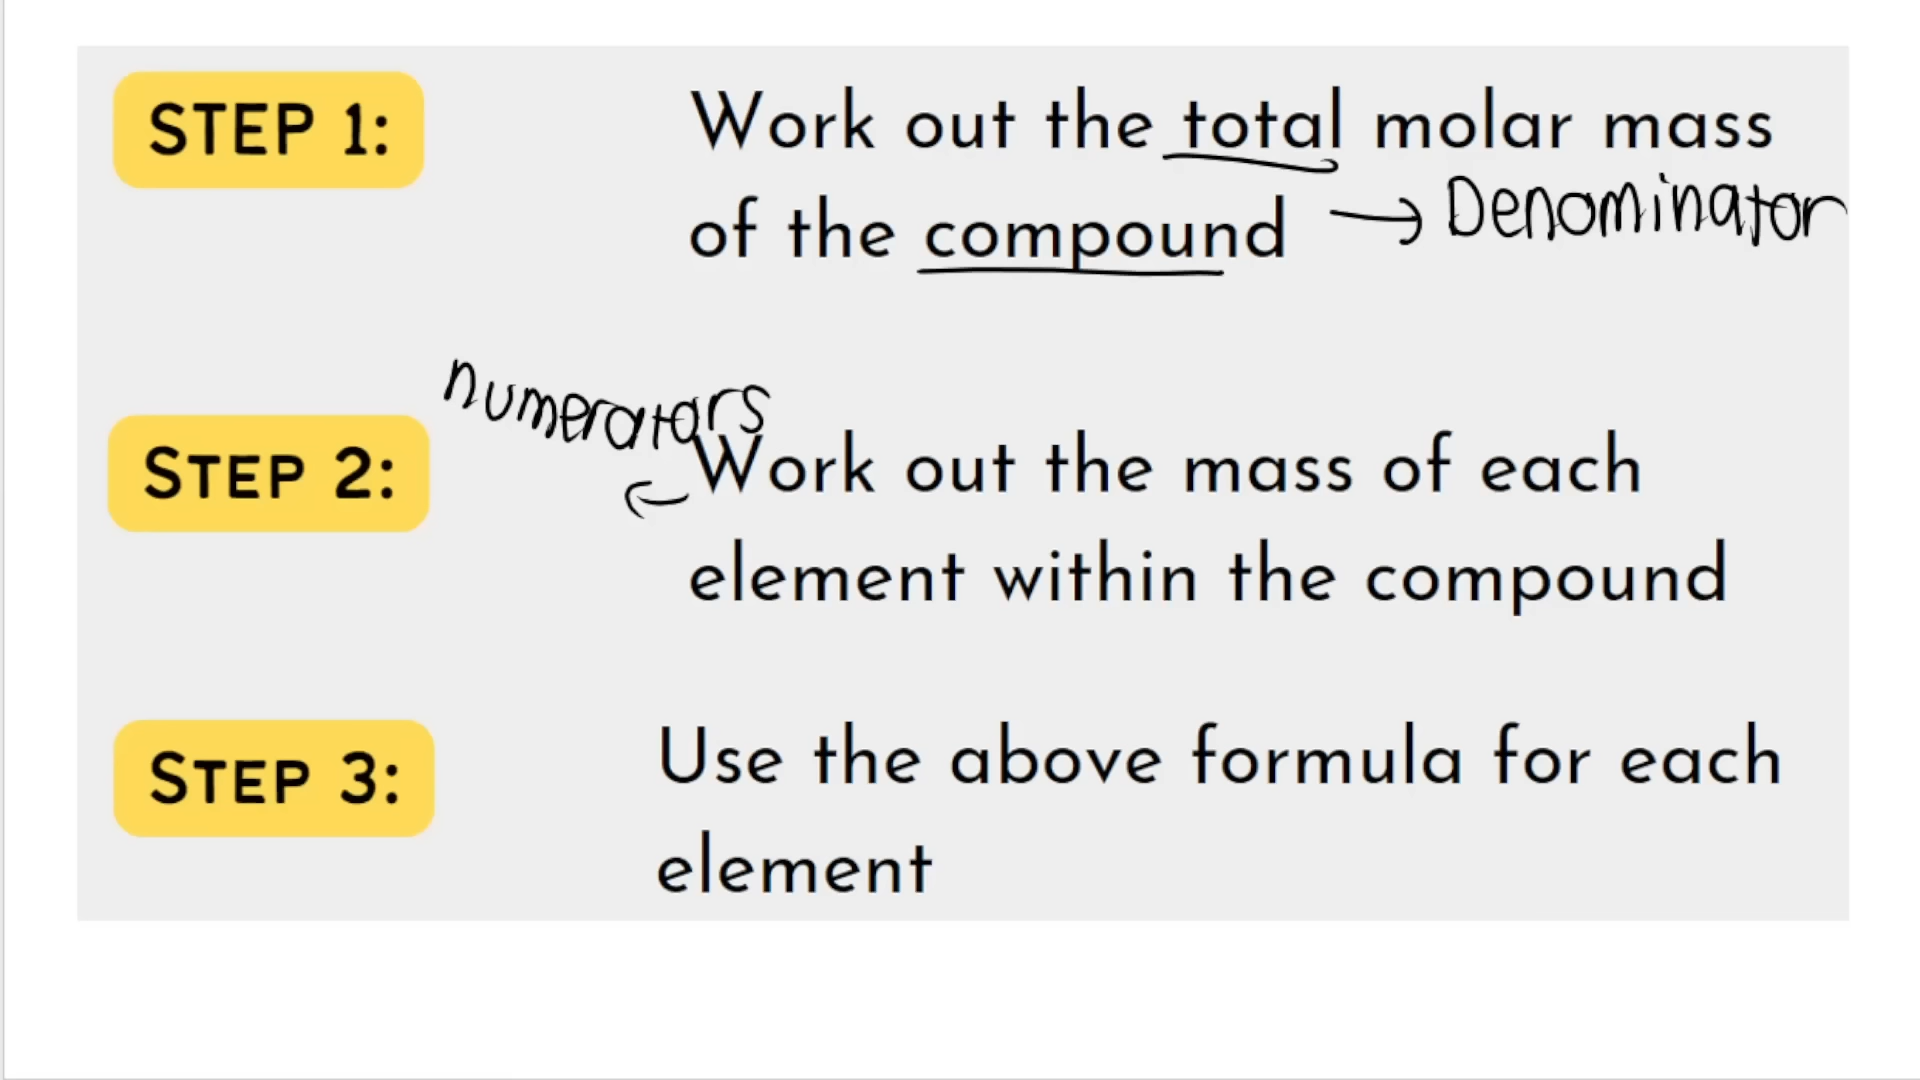 STEP 1:
Work out the total molar mass
of the compound → Denominator
numerators
STEP 2:
← Work out the mass of each
element within the compound
STEP 3:
Use the above formula for each
element